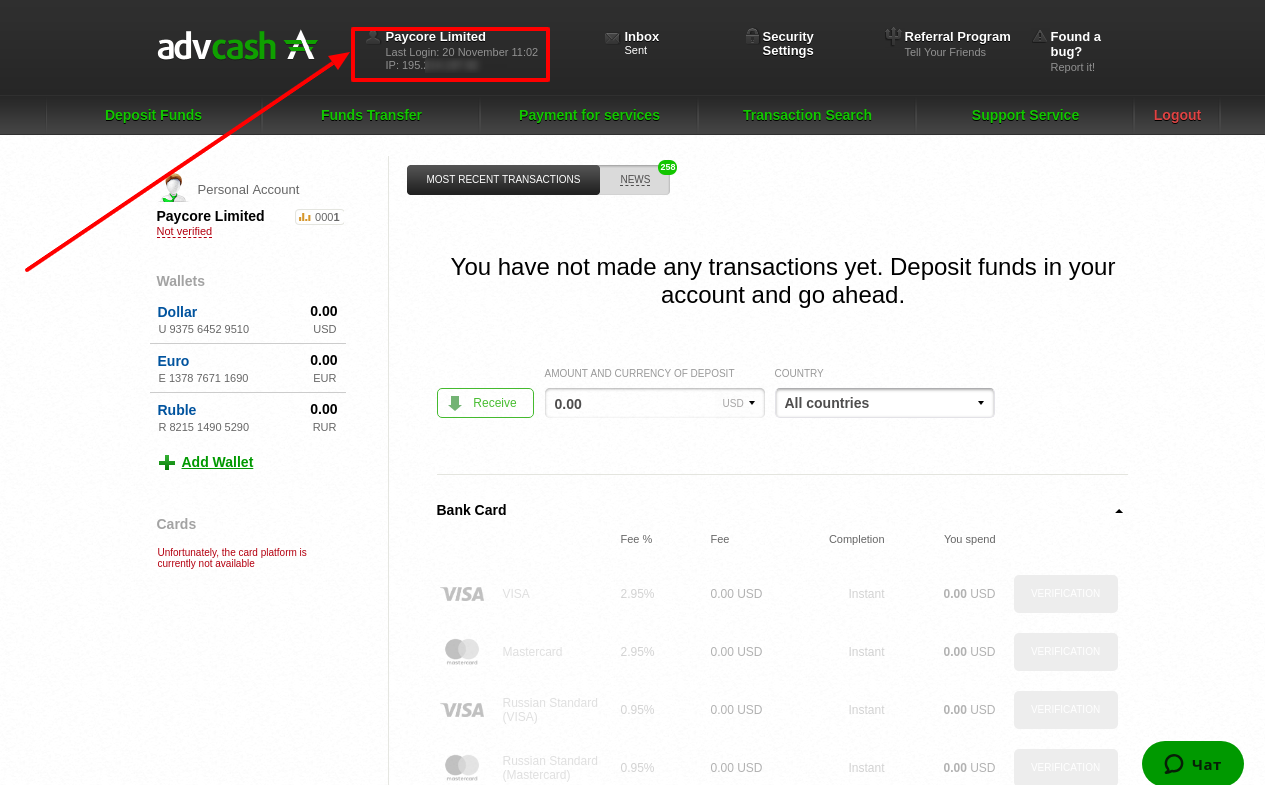 advcash
Paycore Limited
Last Login: 20 November 11:02
IP: 195.
Inbox
Sent
Security
Settings
Referral Program
Tell Your Friends
Found a
bug?
Report it!
Deposit Funds
Funds Transfer
Payment for services
Transaction Search
Support Service
Logout
Personal Account
Paycore Limited
0001
Not verified
Wallets
Dollar 0.00
U 9375 6452 9510 USD
Euro 0.00
E 1378 7671 1690 EUR
Ruble 0.00
R 8215 1490 5290 RUR
Add Wallet
Cards
Unfortunately, the card platform is
currently not available
MOST RECENT TRANSACTIONS
NEWS
258
You have not made any transactions yet. Deposit funds in your
account and go ahead.
AMOUNT AND CURRENCY OF DEPOSIT
COUNTRY
Receive
0.00 USD
All countries
Bank Card
Fee % Fee Completion You spend
VISA VISA 2.95% 0.00 USD Instant 0.00 USD VERIFICATION
mastercard Mastercard 2.95% 0.00 USD Instant 0.00 USD VERIFICATION
VISA Russian Standard
(VISA) 0.95% 0.00 USD Instant 0.00 USD VERIFICATION
mastercard Russian Standard
(Mastercard) 0.95% 0.00 USD Instant 0.00 USD VERIFICATION
Чат